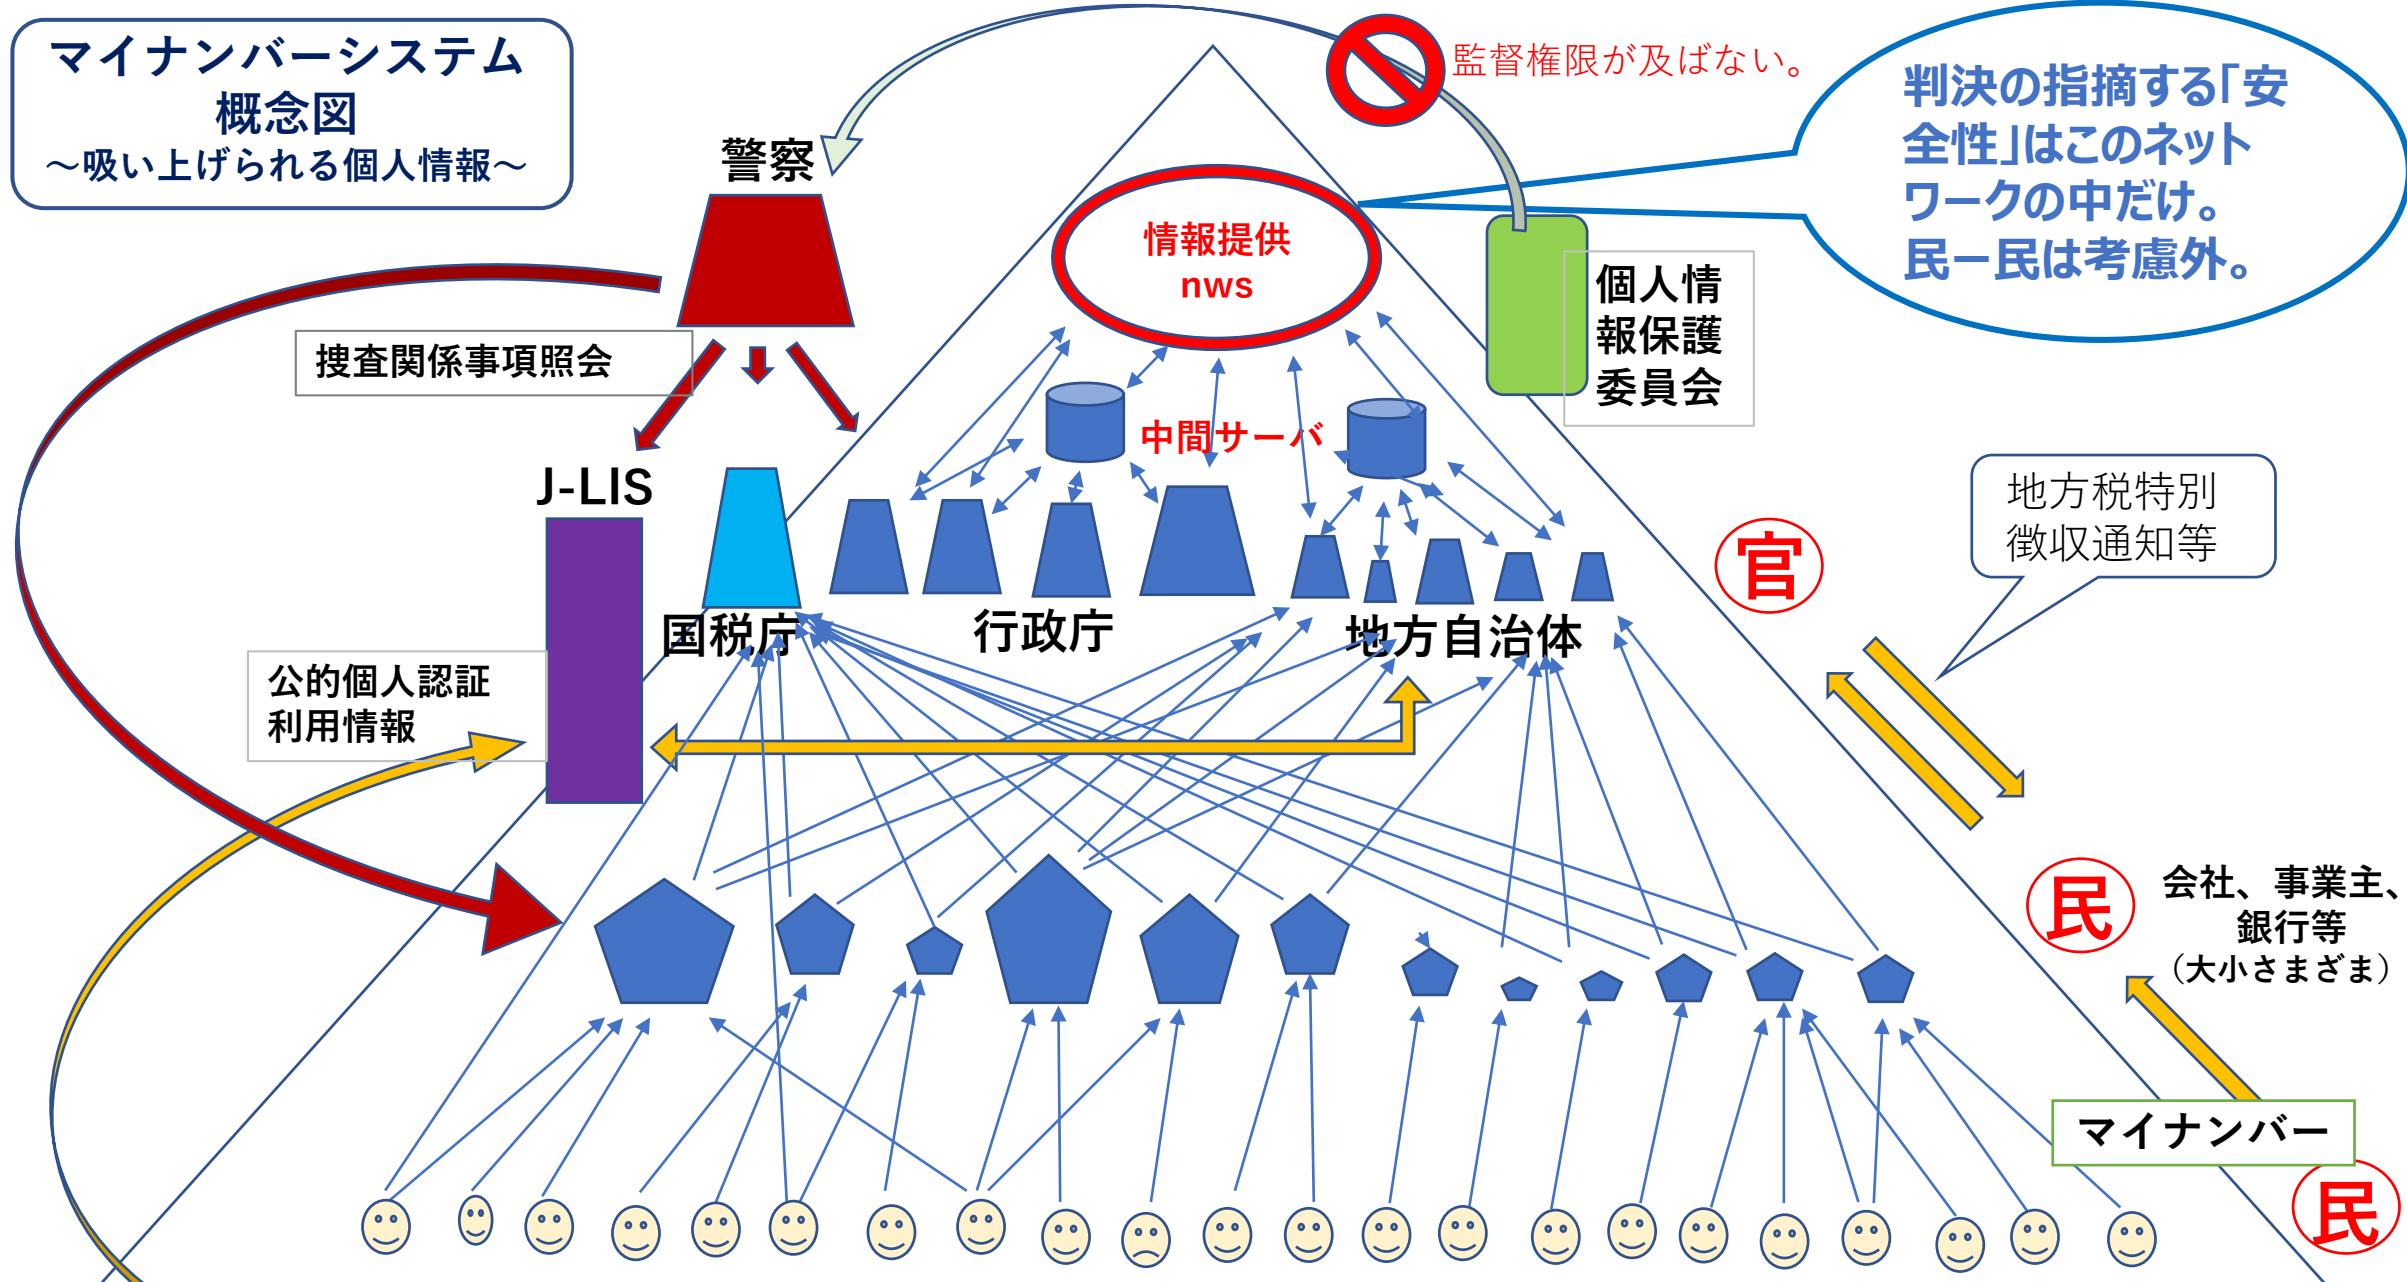 マイナンバーシステム
概念図
～吸い上げられる個人情報～
監督権限が及ばない。
判決の指摘する「安
全性」はこのネット
ワークの中だけ。
民ー民は考慮外。
警察
情報提供
nws
個人情
報保護
委員会
捜査関係事項照会
中間サーバ
J-LIS
地方税特別
徴収通知等
官
国税庁
行政庁
地方自治体
公的個人認証
利用情報
民
会社、事業主、
銀行等
（大小さまざま）
マイナンバー
民